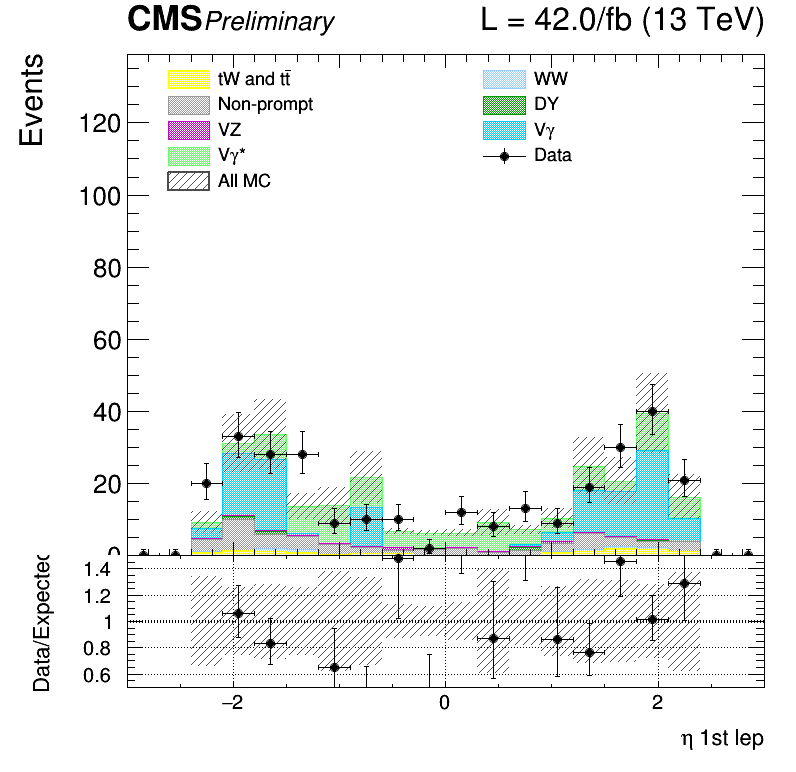 CMS Preliminary L = 42.0/fb (13 TeV)
Events
tW and tt̄ WW
Non-prompt DY
VZ Vγ
Vγ* Data
All MC
120
100
80
60
40
20
0
Data/Expected
1.4
1.2
1
0.8
0.6
−2 0 2
η 1st lep